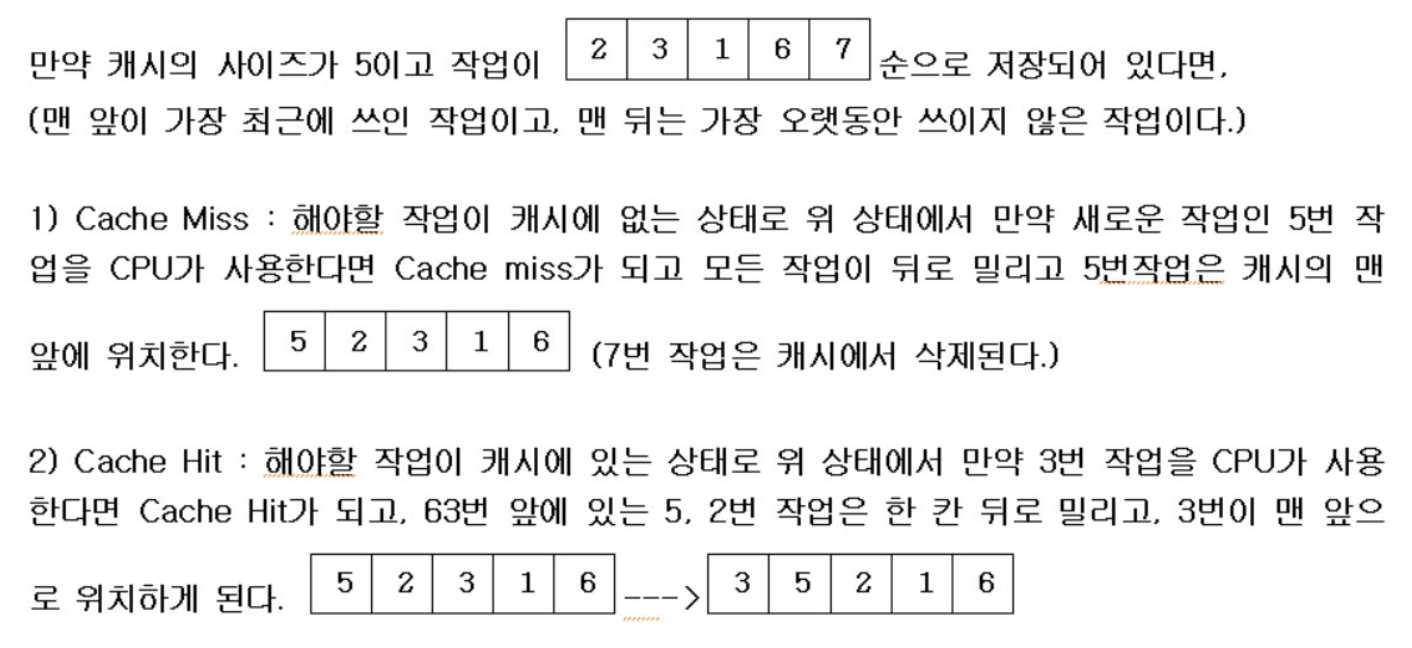 만약 캐시의 사이즈가 5이고 작업이 2 3 1 6 7 순으로 저장되어 있다면,
(맨 앞이 가장 최근에 쓰인 작업이고, 맨 뒤는 가장 오랫동안 쓰이지 않은 작업이다.)
1) Cache Miss : 해야할 작업이 캐시에 없는 상태로 위 상태에서 만약 새로운 작업인 5번 작
업을 CPU가 사용한다면 Cache miss가 되고 모든 작업이 뒤로 밀리고 5번작업은 캐시의 맨
앞에 위치한다. 5 2 3 1 6 (7번 작업은 캐시에서 삭제된다.)
2) Cache Hit : 해야할 작업이 캐시에 있는 상태로 위 상태에서 만약 3번 작업을 CPU가 사용
한다면 Cache Hit가 되고, 63번 앞에 있는 5, 2번 작업은 한 칸 뒤로 밀리고, 3번이 맨 앞으
로 위치하게 된다. 5 2 3 1 6 ---> 3 5 2 1 6